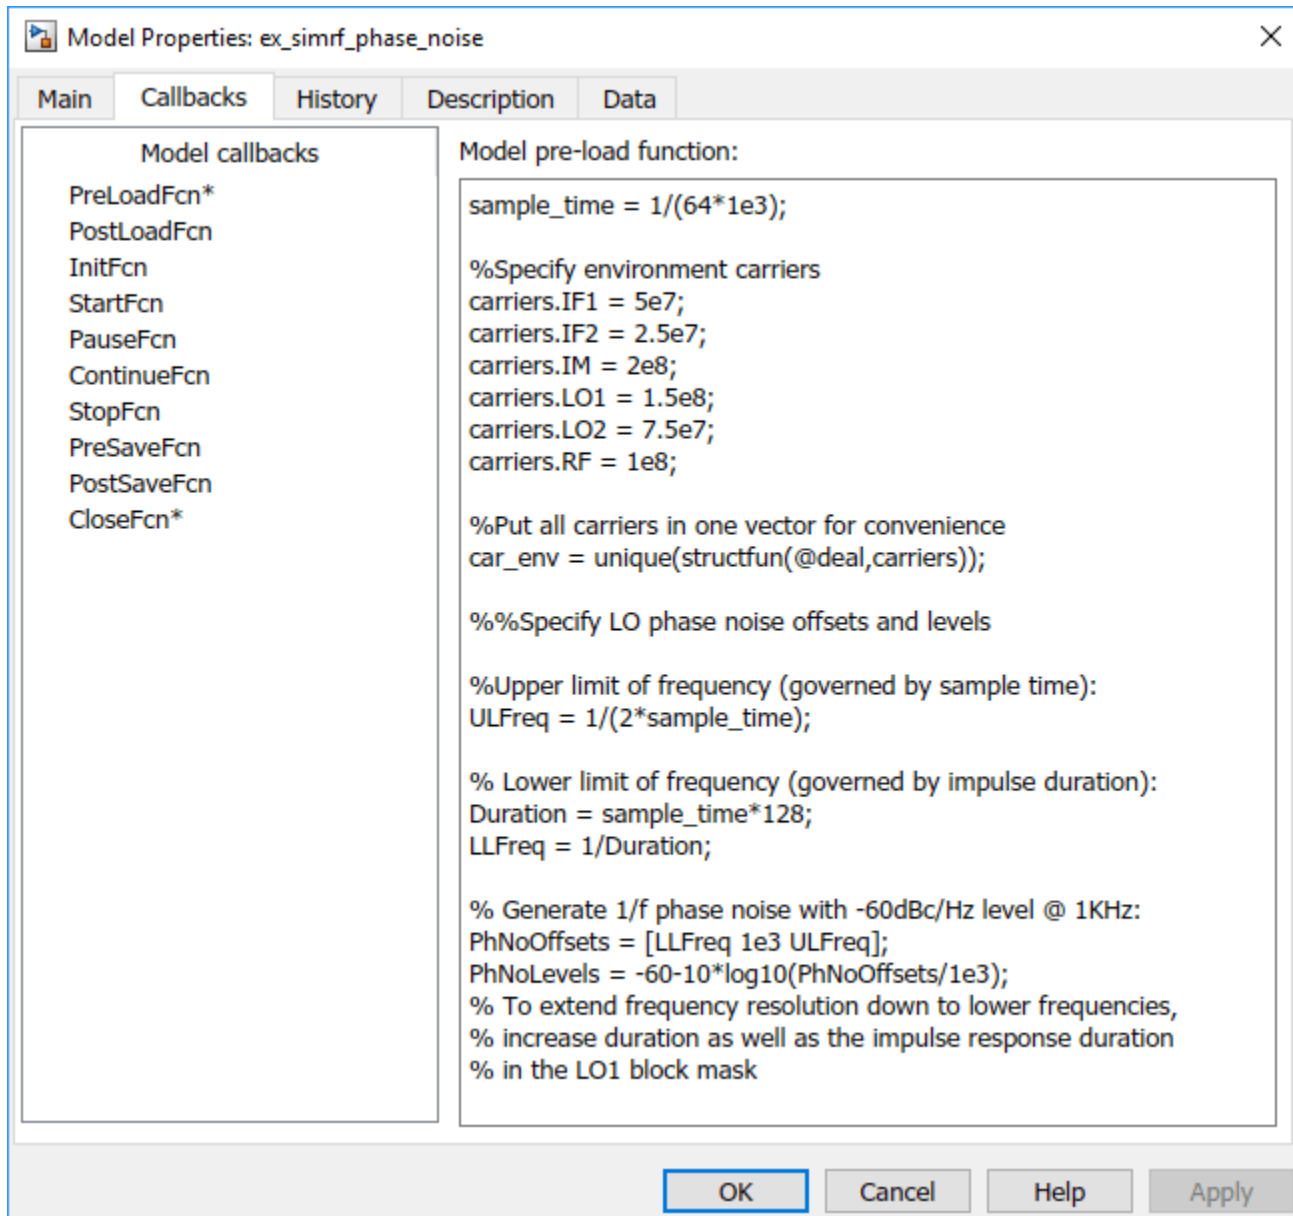 Model Properties: ex_simrf_phase_noise
Main Callbacks History Description Data
Model callbacks
PreLoadFcn*
PostLoadFcn
InitFcn
StartFcn
PauseFcn
ContinueFcn
StopFcn
PreSaveFcn
PostSaveFcn
CloseFcn*
Model pre-load function:
sample_time = 1/(64*1e3);
%Specify environment carriers
carriers.IF1 = 5e7;
carriers.IF2 = 2.5e7;
carriers.IM = 2e8;
carriers.LO1 = 1.5e8;
carriers.LO2 = 7.5e7;
carriers.RF = 1e8;
%Put all carriers in one vector for convenience
car_env = unique(structfun(@deal,carriers));
%%Specify LO phase noise offsets and levels
%Upper limit of frequency (governed by sample time):
ULFreq = 1/(2*sample_time);
% Lower limit of frequency (governed by impulse duration):
Duration = sample_time*128;
LLFreq = 1/Duration;
% Generate 1/f phase noise with -60dBc/Hz level @ 1KHz:
PhNoOffsets = [LLFreq 1e3 ULFreq];
PhNoLevels = -60-10*log10(PhNoOffsets/1e3);
% To extend frequency resolution down to lower frequencies,
% increase duration as well as the impulse response duration
% in the LO1 block mask
OK Cancel Help Apply